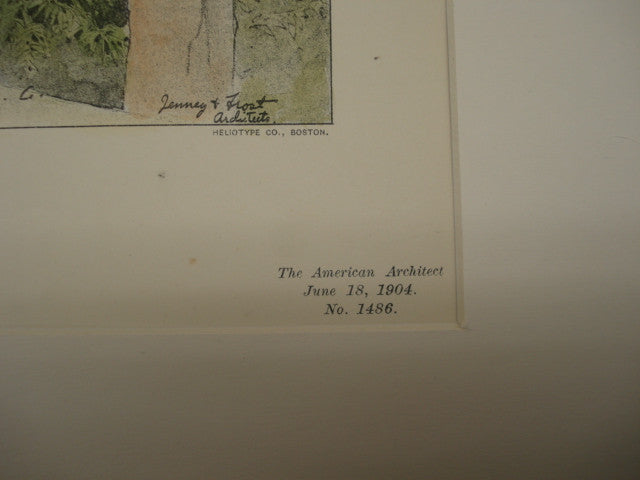 Jenney & Frost
Architects.
HELIOTYPE CO., BOSTON.
The American Architect
June 18, 1904.
No. 1486.